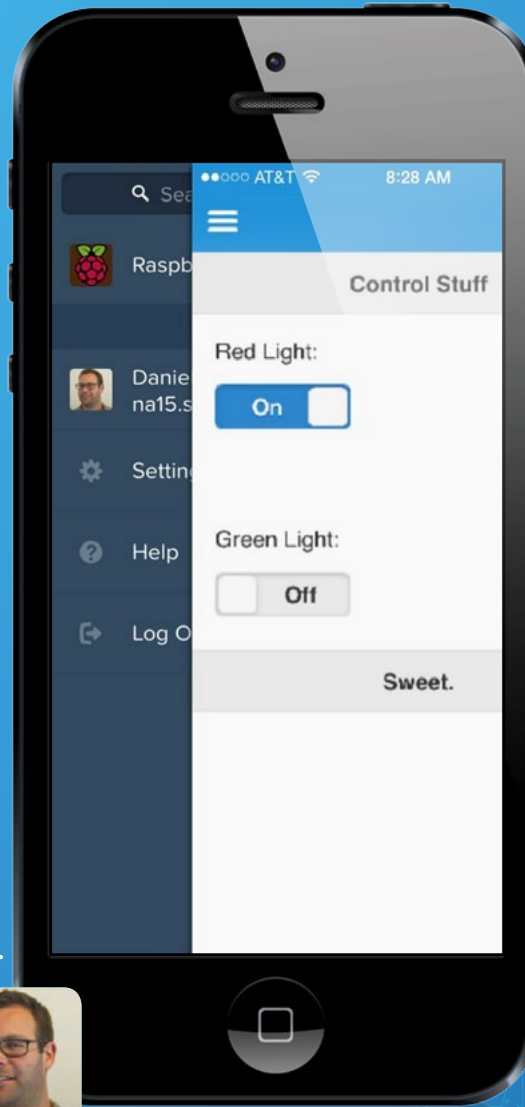 AT&T
8:28 AM
Sea
Raspb
Control Stuff
Red Light:
On
Danie
na15.s
Settin
Help
Green Light:
Off
Log O
Sweet.